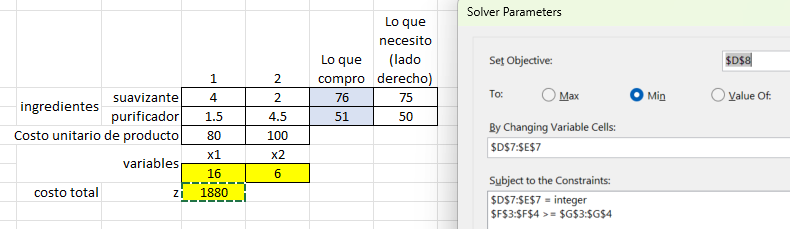 Lo que
necesito
Lo que (lado
1 2 compro derecho)
ingredientes suavizante 4 2 76 75
purificador 1.5 4.5 51 50
Costo unitario de producto 80 100
variables x1 x2
16 6
costo total z 1880
Solver Parameters
Set Objective: $D$8
To: Max Min Value Of:
By Changing Variable Cells:
$D$7:$E$7
Subject to the Constraints:
$D$7:$E$7 = integer
$F$3:$F$4 >= $G$3:$G$4